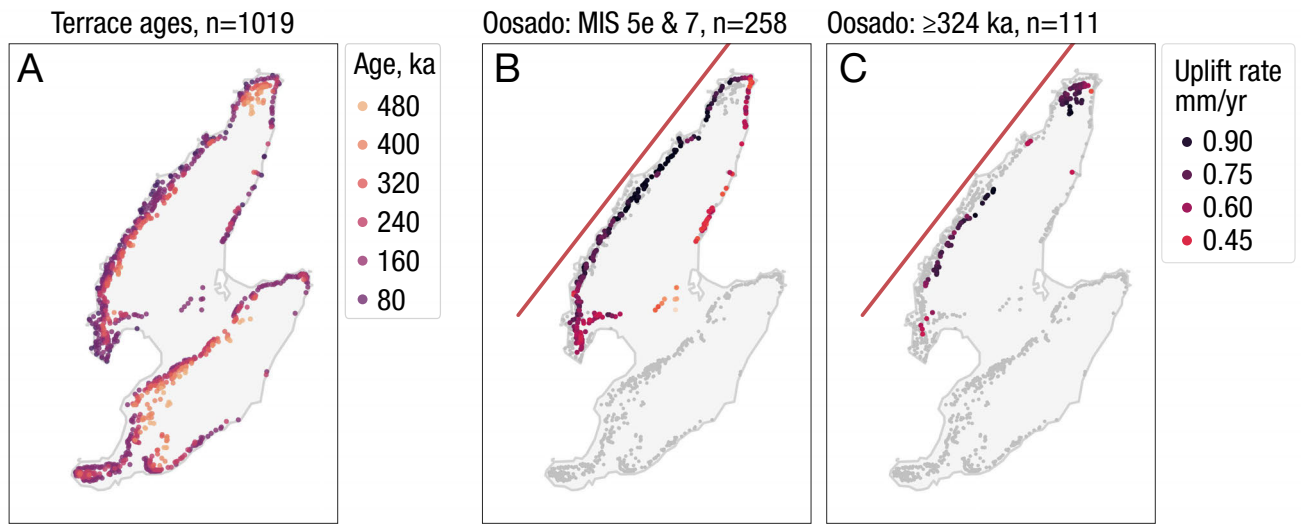 Terrace ages, n=1019
A
Age, ka
480
400
320
240
160
80
Oosado: MIS 5e & 7, n=258
B
Oosado: ≥324 ka, n=111
C
Uplift rate
mm/yr
0.90
0.75
0.60
0.45